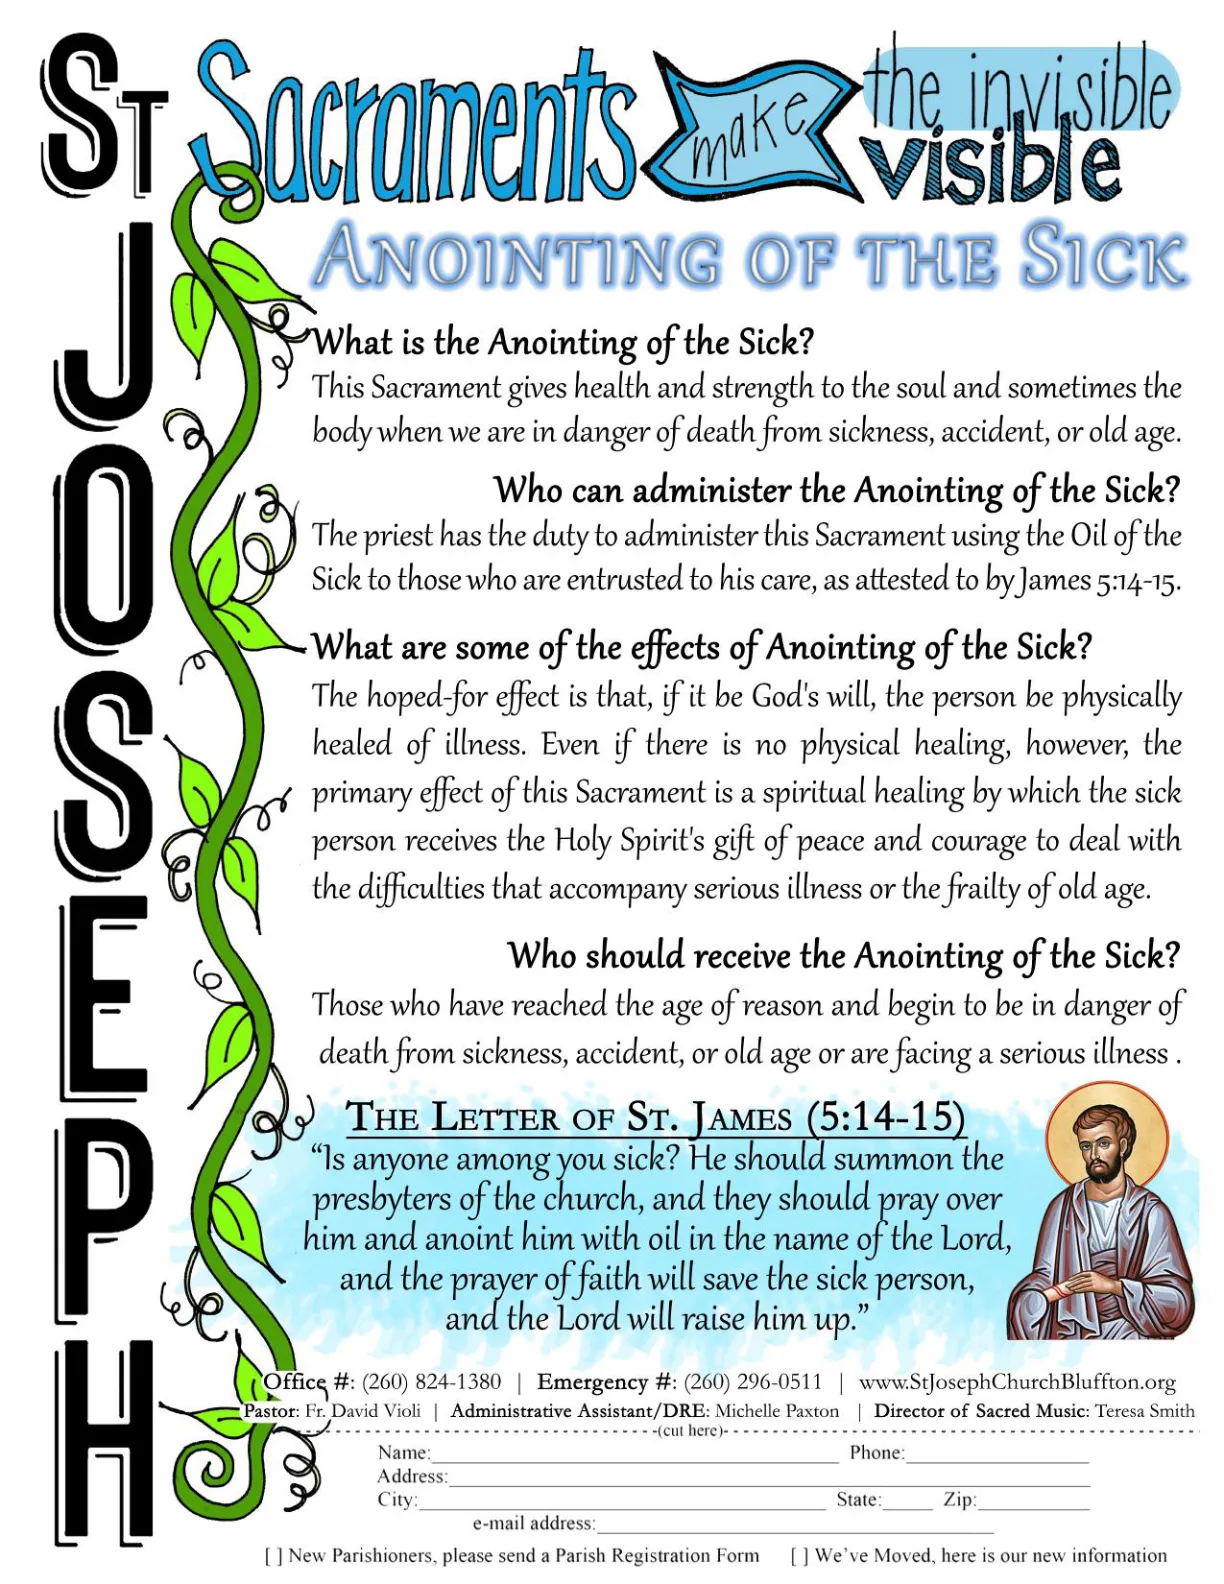 ST JOSEPH
Sacraments make the invisible visible
ANOINTING OF THE SICK
What is the Anointing of the Sick?
This Sacrament gives health and strength to the soul and sometimes the
body when we are in danger of death from sickness, accident, or old age.
Who can administer the Anointing of the Sick?
The priest has the duty to administer this Sacrament using the Oil of the
Sick to those who are entrusted to his care, as attested to by James 5:14-15.
What are some of the effects of Anointing of the Sick?
The hoped-for effect is that, if it be God's will, the person be physically
healed of illness. Even if there is no physical healing, however, the
primary effect of this Sacrament is a spiritual healing by which the sick
person receives the Holy Spirit's gift of peace and courage to deal with
the difficulties that accompany serious illness or the frailty of old age.
Who should receive the Anointing of the Sick?
Those who have reached the age of reason and begin to be in danger of
death from sickness, accident, or old age or are facing a serious illness .
THE LETTER OF ST. JAMES (5:14-15)
“Is anyone among you sick? He should summon the
presbyters of the church, and they should pray over
him and anoint him with oil in the name of the Lord,
and the prayer of faith will save the sick person,
and the Lord will raise him up.”
Office #: (260) 824-1380 | Emergency #: (260) 296-0511 | www.StJosephChurchBluffton.org
Pastor: Fr. David Violi | Administrative Assistant/DRE: Michelle Paxton | Director of Sacred Music: Teresa Smith
(cut here)
Name: Phone:
Address:
City: State: Zip:
e-mail address:
[ ] New Parishioners, please send a Parish Registration Form [ ] We've Moved, here is our new information